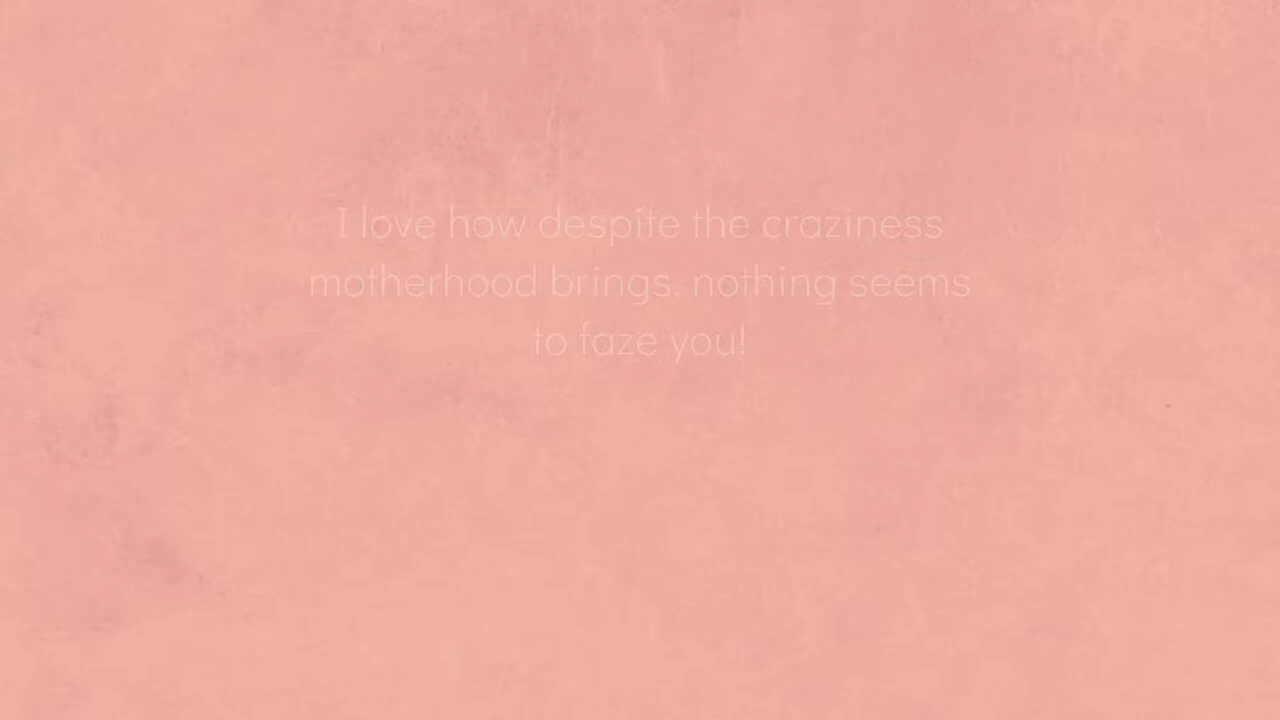 I love how despite the craziness
motherhood brings, nothing seems
to faze you!